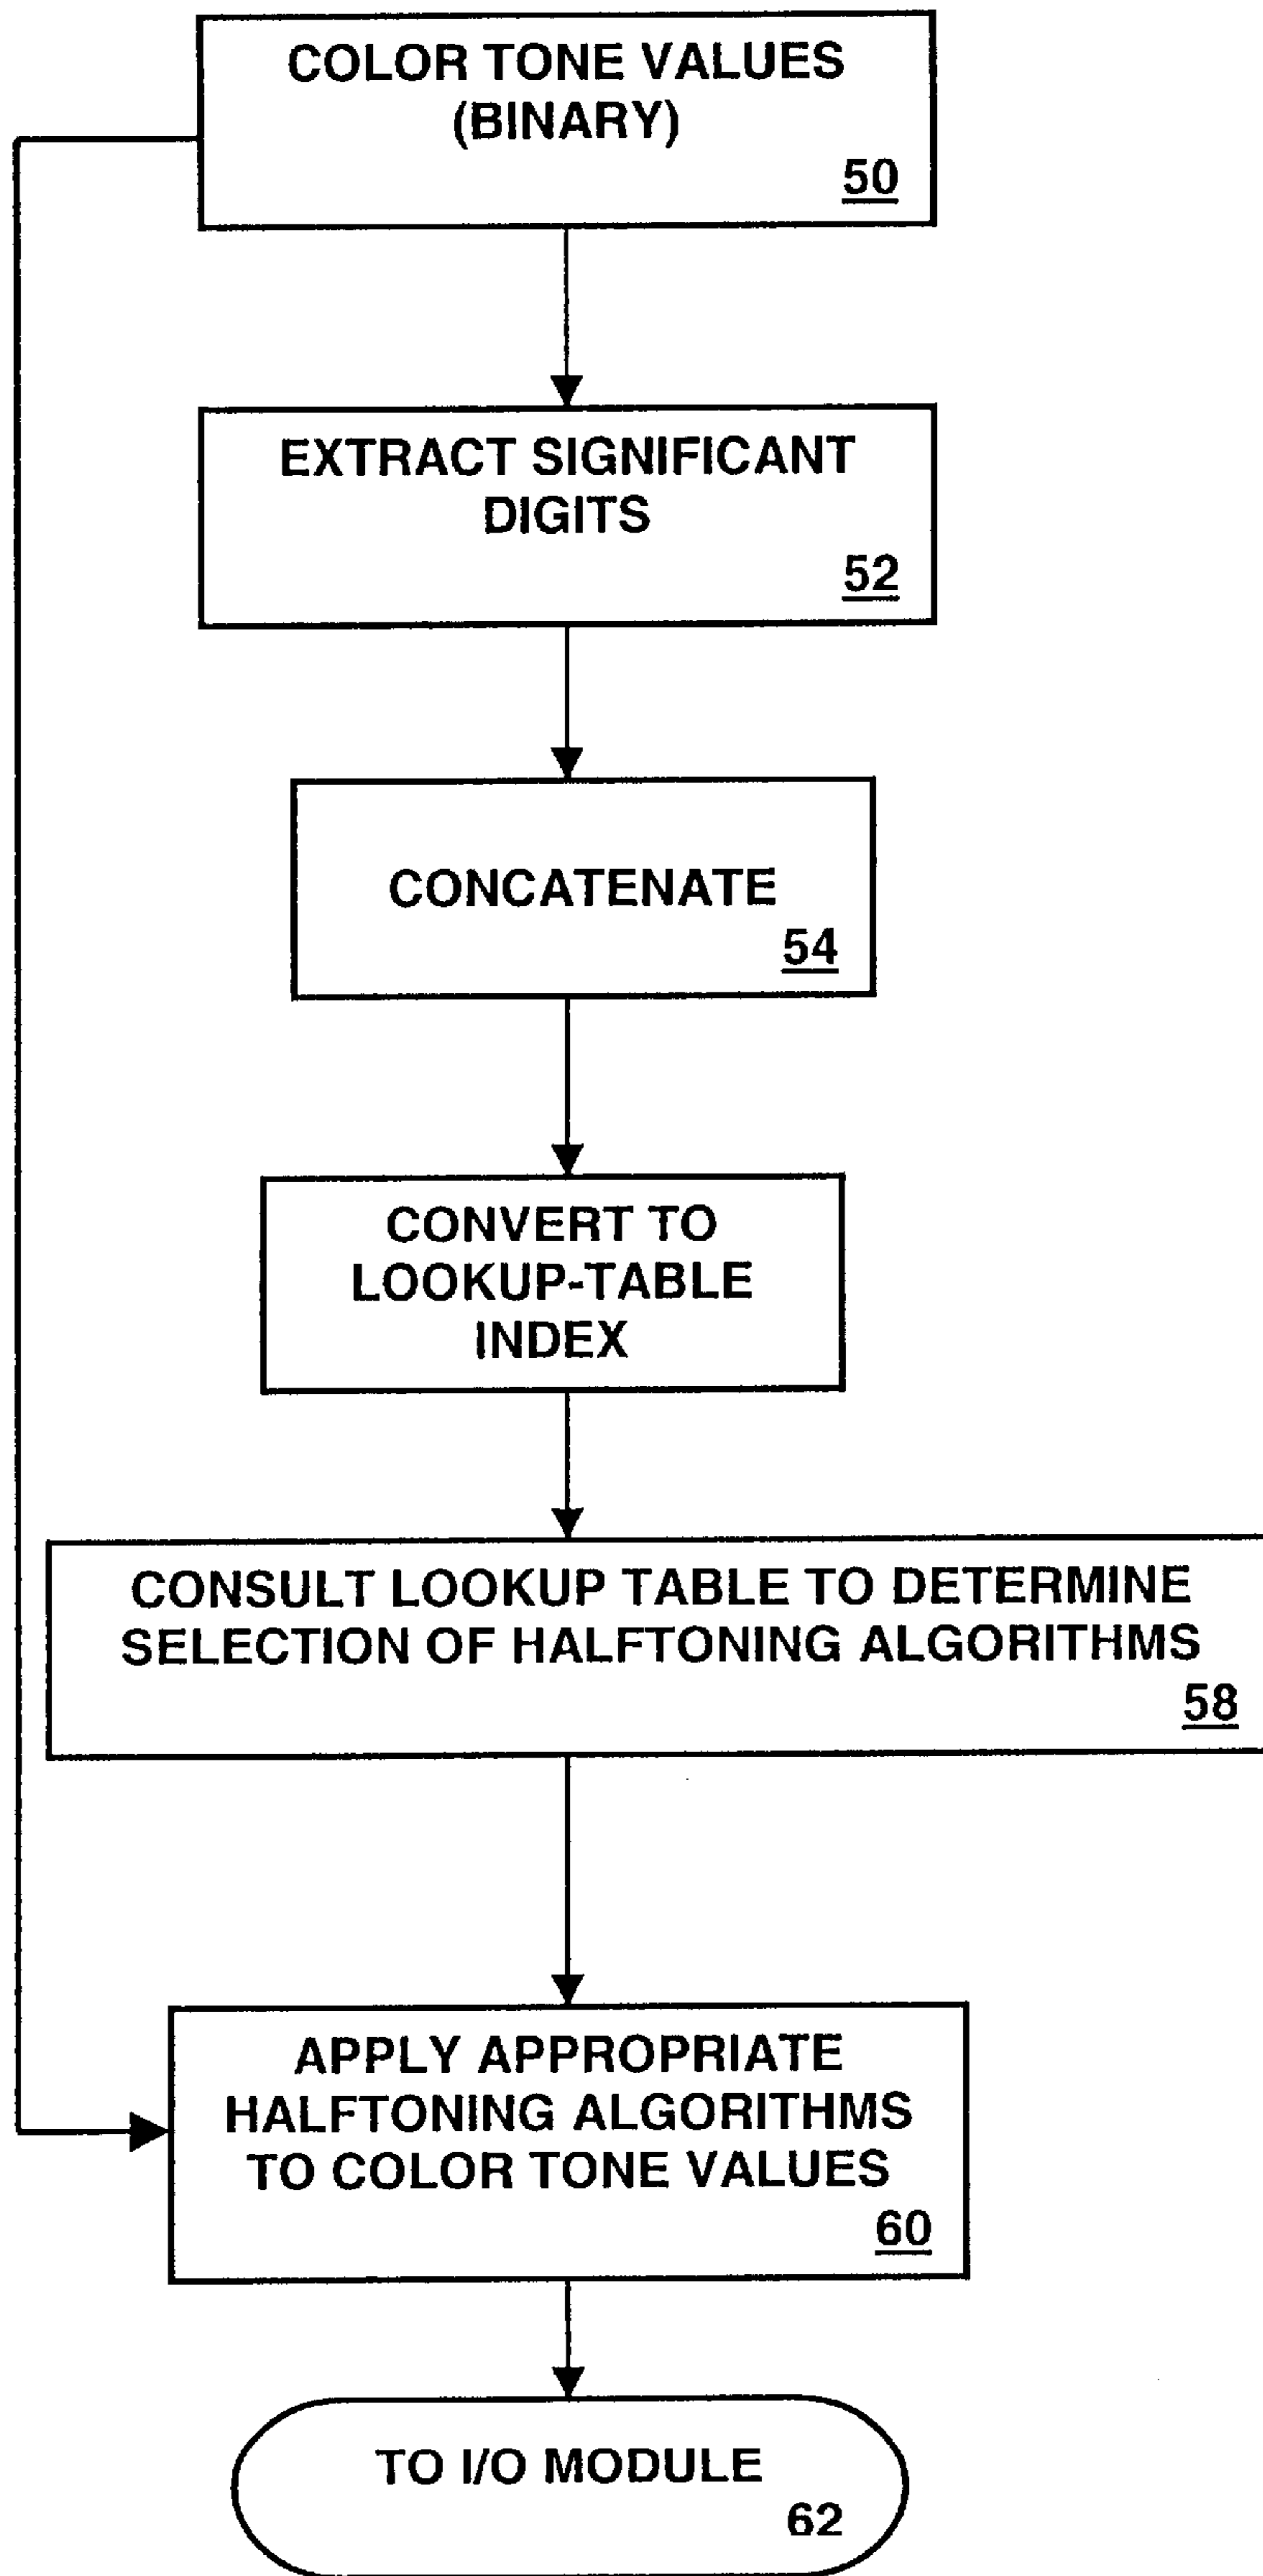 COLOR TONE VALUES
(BINARY)
50
EXTRACT SIGNIFICANT
DIGITS
52
CONCATENATE
54
CONVERT TO
LOOKUP-TABLE
INDEX
CONSULT LOOKUP TABLE TO DETERMINE
SELECTION OF HALFTONING ALGORITHMS
58
APPLY APPROPRIATE
HALFTONING ALGORITHMS
TO COLOR TONE VALUES
60
TO I/O MODULE
62